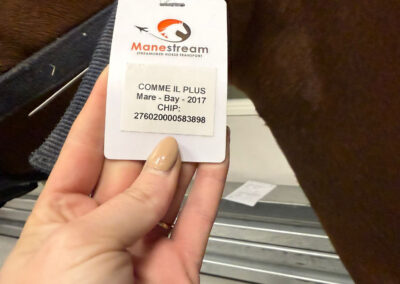 Manestream
STREAMLINED HORSE TRANSPORT
COMME IL PLUS
Mare - Bay - 2017
CHIP:
276020000583898